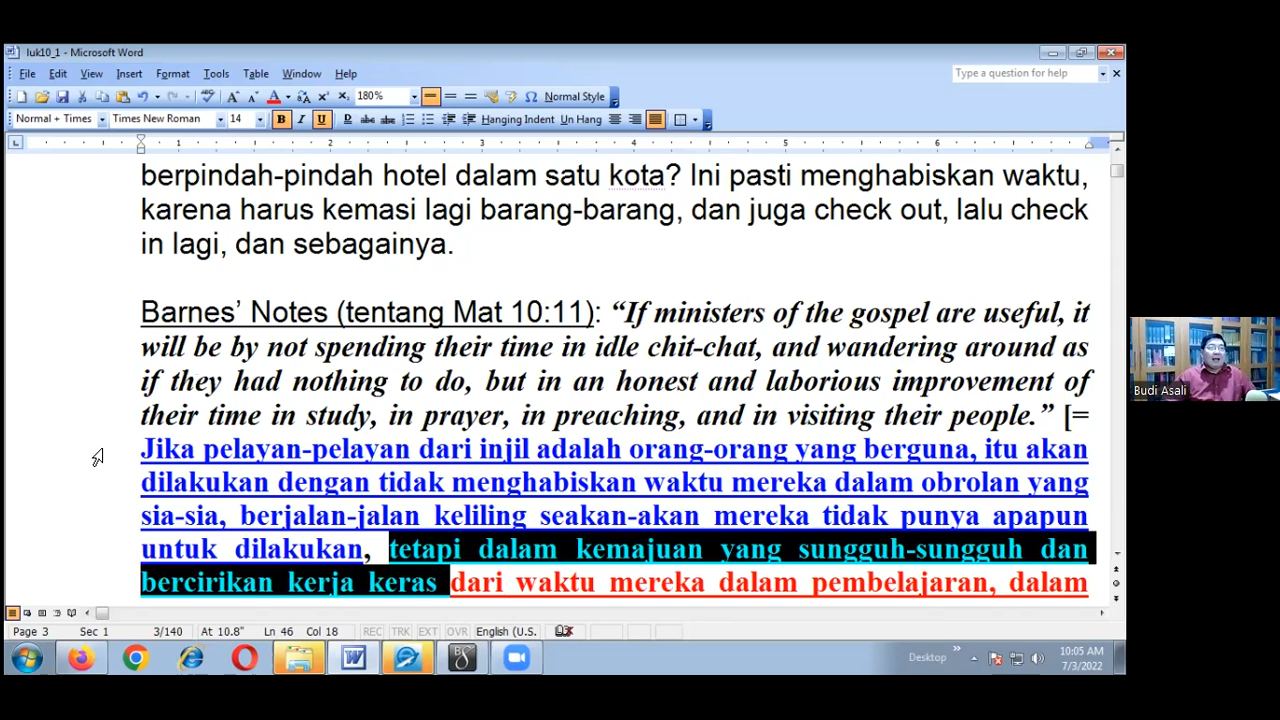 luk10_1 - Microsoft Word
File Edit View Insert Format Tools Table Window Help
Type a question for help
180% Normal Style
Normal + Times Times New Roman 14 B I U Hanging Indent Un Hang
1 2 3 4 5 6
berpindah-pindah hotel dalam satu kota? Ini pasti menghabiskan waktu,
karena harus kemasi lagi barang-barang, dan juga check out, lalu check
in lagi, dan sebagainya.
Barnes’ Notes (tentang Mat 10:11): “If ministers of the gospel are useful, it
will be by not spending their time in idle chit-chat, and wandering around as
if they had nothing to do, but in an honest and laborious improvement of
their time in study, in prayer, in preaching, and in visiting their people.” [=
Jika pelayan-pelayan dari injil adalah orang-orang yang berguna, itu akan
dilakukan dengan tidak menghabiskan waktu mereka dalam obrolan yang
sia-sia, berjalan-jalan keliling seakan-akan mereka tidak punya apapun
untuk dilakukan, tetapi dalam kemajuan yang sungguh-sungguh dan
bercirikan kerja keras dari waktu mereka dalam pembelajaran, dalam
Budi Asali
Page 3 Sec 1 3/140 At 10.8" Ln 46 Col 18 REC TRK EXT OVR English (U.S.
Desktop
10:05 AM
7/3/2022